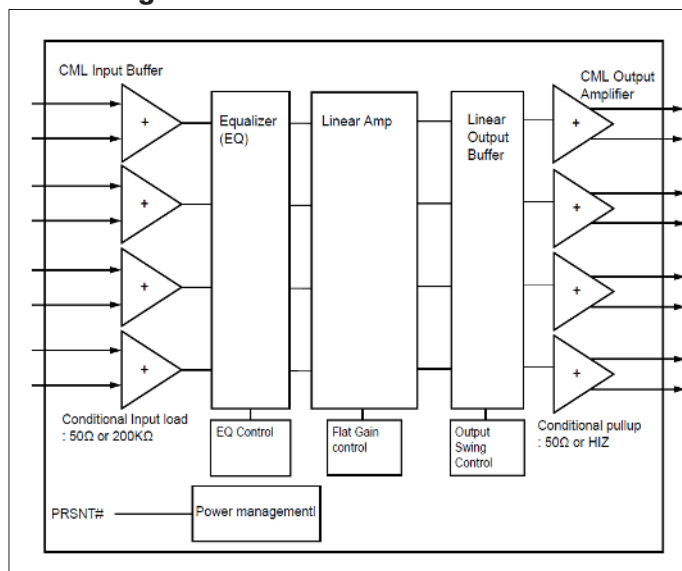 CML Input Buffer
CML Output
Amplifier
+
Equalizer
(EQ)
Linear Amp
Linear
Output
Buffer
+
+
+
+
+
+
+
Conditional Input load
: 50Ω or 200KΩ
EQ Control
Flat Gain
control
Output
Swing
Control
Conditional pullup
: 50Ω or HIZ
PRSNT#
Power managementl